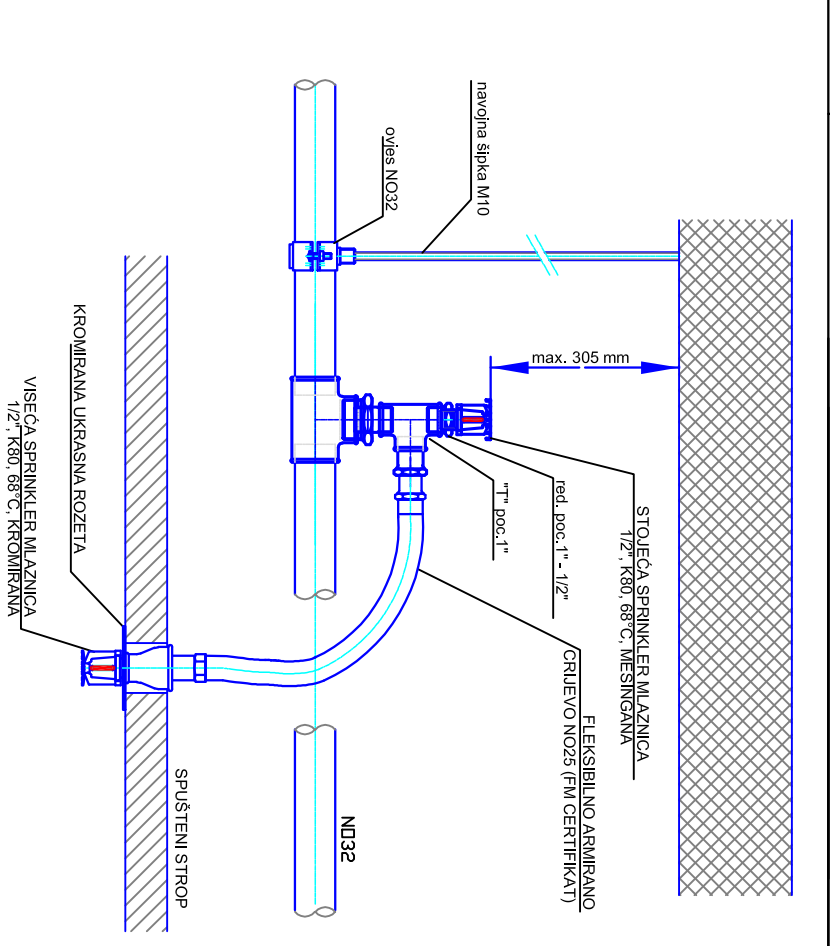 navojna šipka M10
ovjes NO32
max. 305 mm
STOJEĆA SPRINKLER MLAZNICA
1/2", K80, 68°C, MESINGANA
red. poc.1" - 1/2"
"T" poc.1"
FLEKSIBILNO ARMIRANO
CRIJEVO NO25 (FM CERTIFIKAT)
KROMIRANA UKRASNA ROZETA
VISEĆA SPRINKLER MLAZNICA
1/2", K80, 68°C, KROMIRANA
NO32
SPUŠTENI STROP